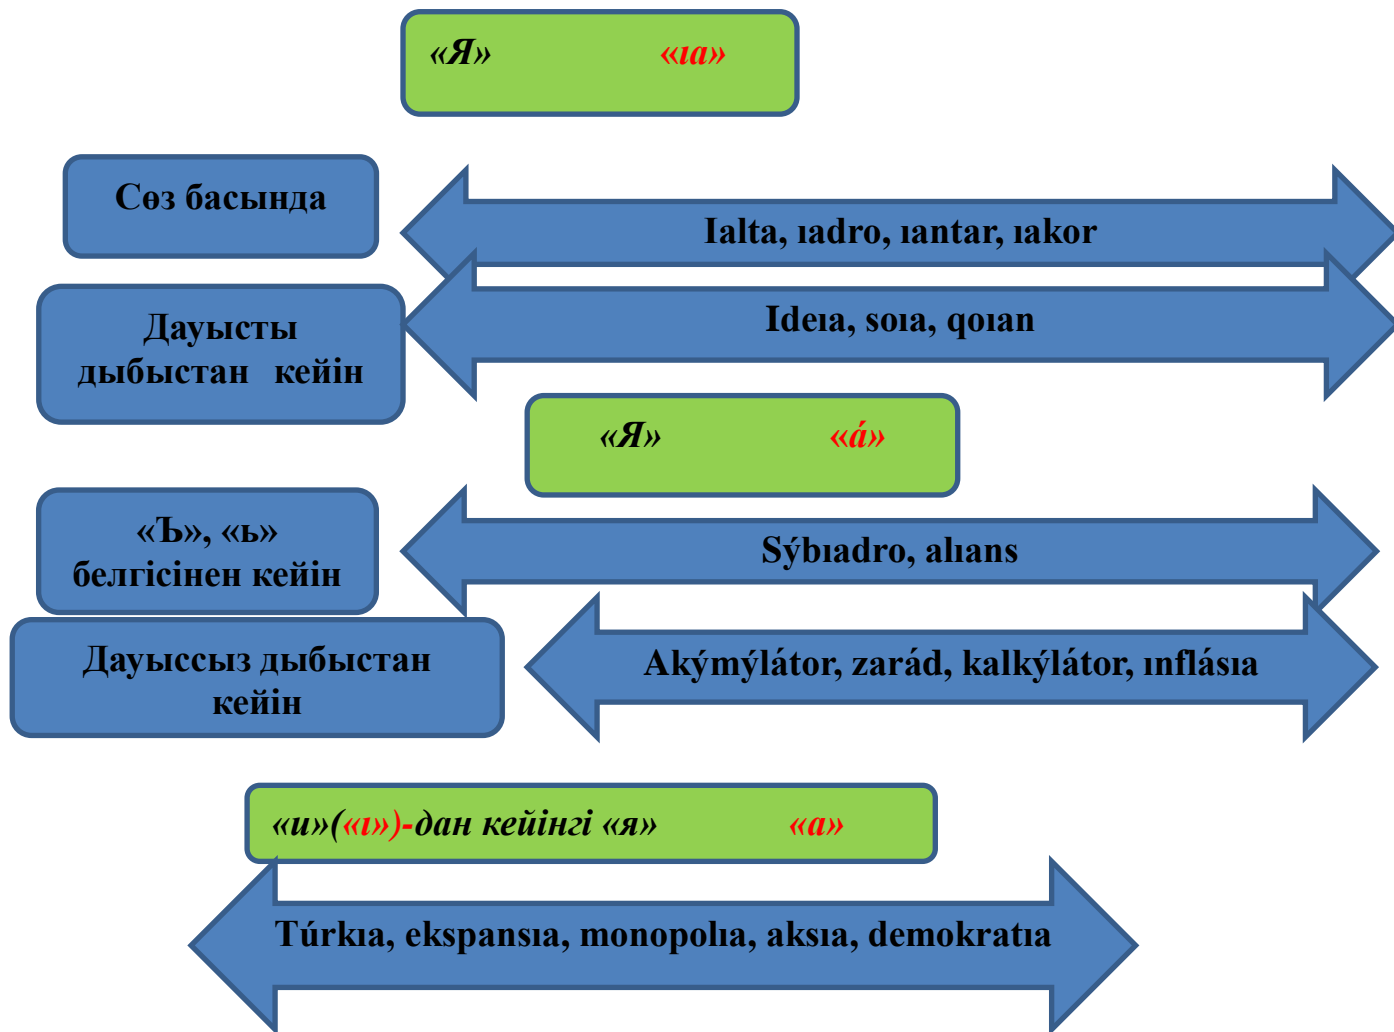 «Я» «ıa»
Сөз басында
Ialta, ıadro, ıantar, ıakor
Дауысты
дыбыстан кейін
Ideıa, soıa, qoıan
«Я» «á»
«Ъ», «ь»
белгісінен кейін
Sýbıadro, alıans
Дауыссыз дыбыстан
кейін
Akýmýlátor, zarád, kalkýlátor, ınflásıa
«и»(«ı»)-дан кейінгі «я» «a»
Túrkıa, ekspansıa, monopolıa, aksıa, demokratıa